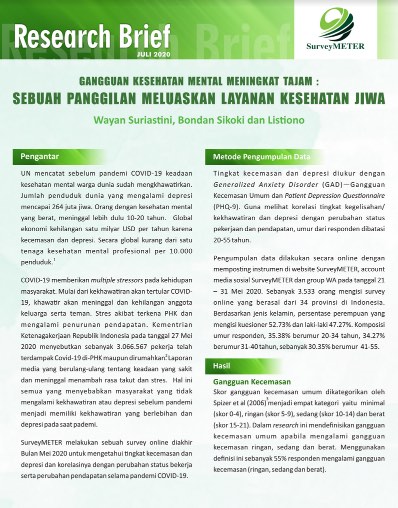 Research Brief
JULI 2020
SurveyMETER
GANGGUAN KESEHATAN MENTAL MENINGKAT TAJAM :
SEBUAH PANGGILAN MELUASKAN LAYANAN KESEHATAN JIWA
Wayan Suriastini, Bondan Sikoki dan Listiono
Pengantar
UN mencatat sebelum pandemi COVID-19 keadaan
kesehatan mental warga dunia sudah mengkhawatirkan.
Jumlah penduduk dunia yang mengalami depresi
mencapai 264 juta jiwa. Orang dengan kesehatan mental
yang berat, meninggal lebih dulu 10-20 tahun. Global
ekonomi kehilangan satu milyar USD per tahun karena
kecemasan dan depresi. Secara global kurang dari satu
tenaga kesehatan mental profesional per 10.000
penduduk.1
COVID-19 memberikan multiple stressors pada kehidupan
masyarakat. Mulai dari kekhawatiran akan tertular COVID-
19, khawatir akan meninggal dan kehilangan anggota
keluarga serta teman. Stres akibat terkena PHK dan
mengalami penurunan pendapatan. Kementrian
Ketenagakerjaan Republik Indonesia pada tanggal 27 Mei
2020 menyebutkan sebanyak 3.066.567 pekerja telah
terdampak Covid-19 di-PHK maupun dirumahkan2 Laporan
media yang berulang-ulang tentang keadaan yang sakit
dan meninggal menambah rasa takut dan stres. Hal ini
semua yang menyebabkan masyarakat yang tidak
mengalami kekhawatiran atau depresi sebelum pandemi
menjadi memiliki kekhawatiran yang berlebihan dan
depresi pada saat pademi.
SurveyMETER melakukan sebuah survey online diakhir
Bulan Mei 2020 untuk mengetahui tingkat kecemasan dan
depresi dan korelasinya dengan perubahan status bekerja
serta perubahan pendapatan selama pandemi COVID-19.
Metode Pengumpulan Data
Tingkat kecemasan dan depresi diukur dengan
Generalized Anxiety Disorder (GAD)—Gangguan
Kecemasan Umum dan Patient Depression Questionnaire
(PHQ-9). Guna melihat korelasi tingkat kegelisahan/
kekhawatiran dan depresi dengan perubahan status
pekerjaan dan pendapatan, umur dari responden dibatasi
20-55 tahun.
Pengumpulan data dilakukan secara online dengan
memposting instrumen di website SurveyMETER, account
media sosial SurveyMETER dan group WA pada tanggal 21
– 31 Mei 2020. Sebanyak 3.533 orang mengisi survey
online yang berasal dari 34 provinsi di Indonesia.
Berdasarkan jenis kelamin, persentase perempuan yang
mengisi kuesioner 52.73% dan laki-laki 47.27%. Komposisi
umur responden, 35.38% berumur 20-34 tahun, 34.27%
berumur 31-40 tahun, sebanyak 30.35% berumur 41-55.
Hasil
Gangguan Kecemasan
Skor gangguan kecemasan umum dikategorikan oleh
Spizer et al (2006) menjadi empat kategori yaitu minimal
(skor 0-4), ringan (skor 5-9), sedang (skor 10-14) dan berat
(skor 15-21). Dalam research ini mendefisinikan gangguan
kecemasan umum apabila mengalami gangguan
kecemasan ringan, sedang dan berat. Menggunakan
definisi ini sebanyak 55% responden mengalami gangguan
kecemasan (ringan, sedang dan berat).